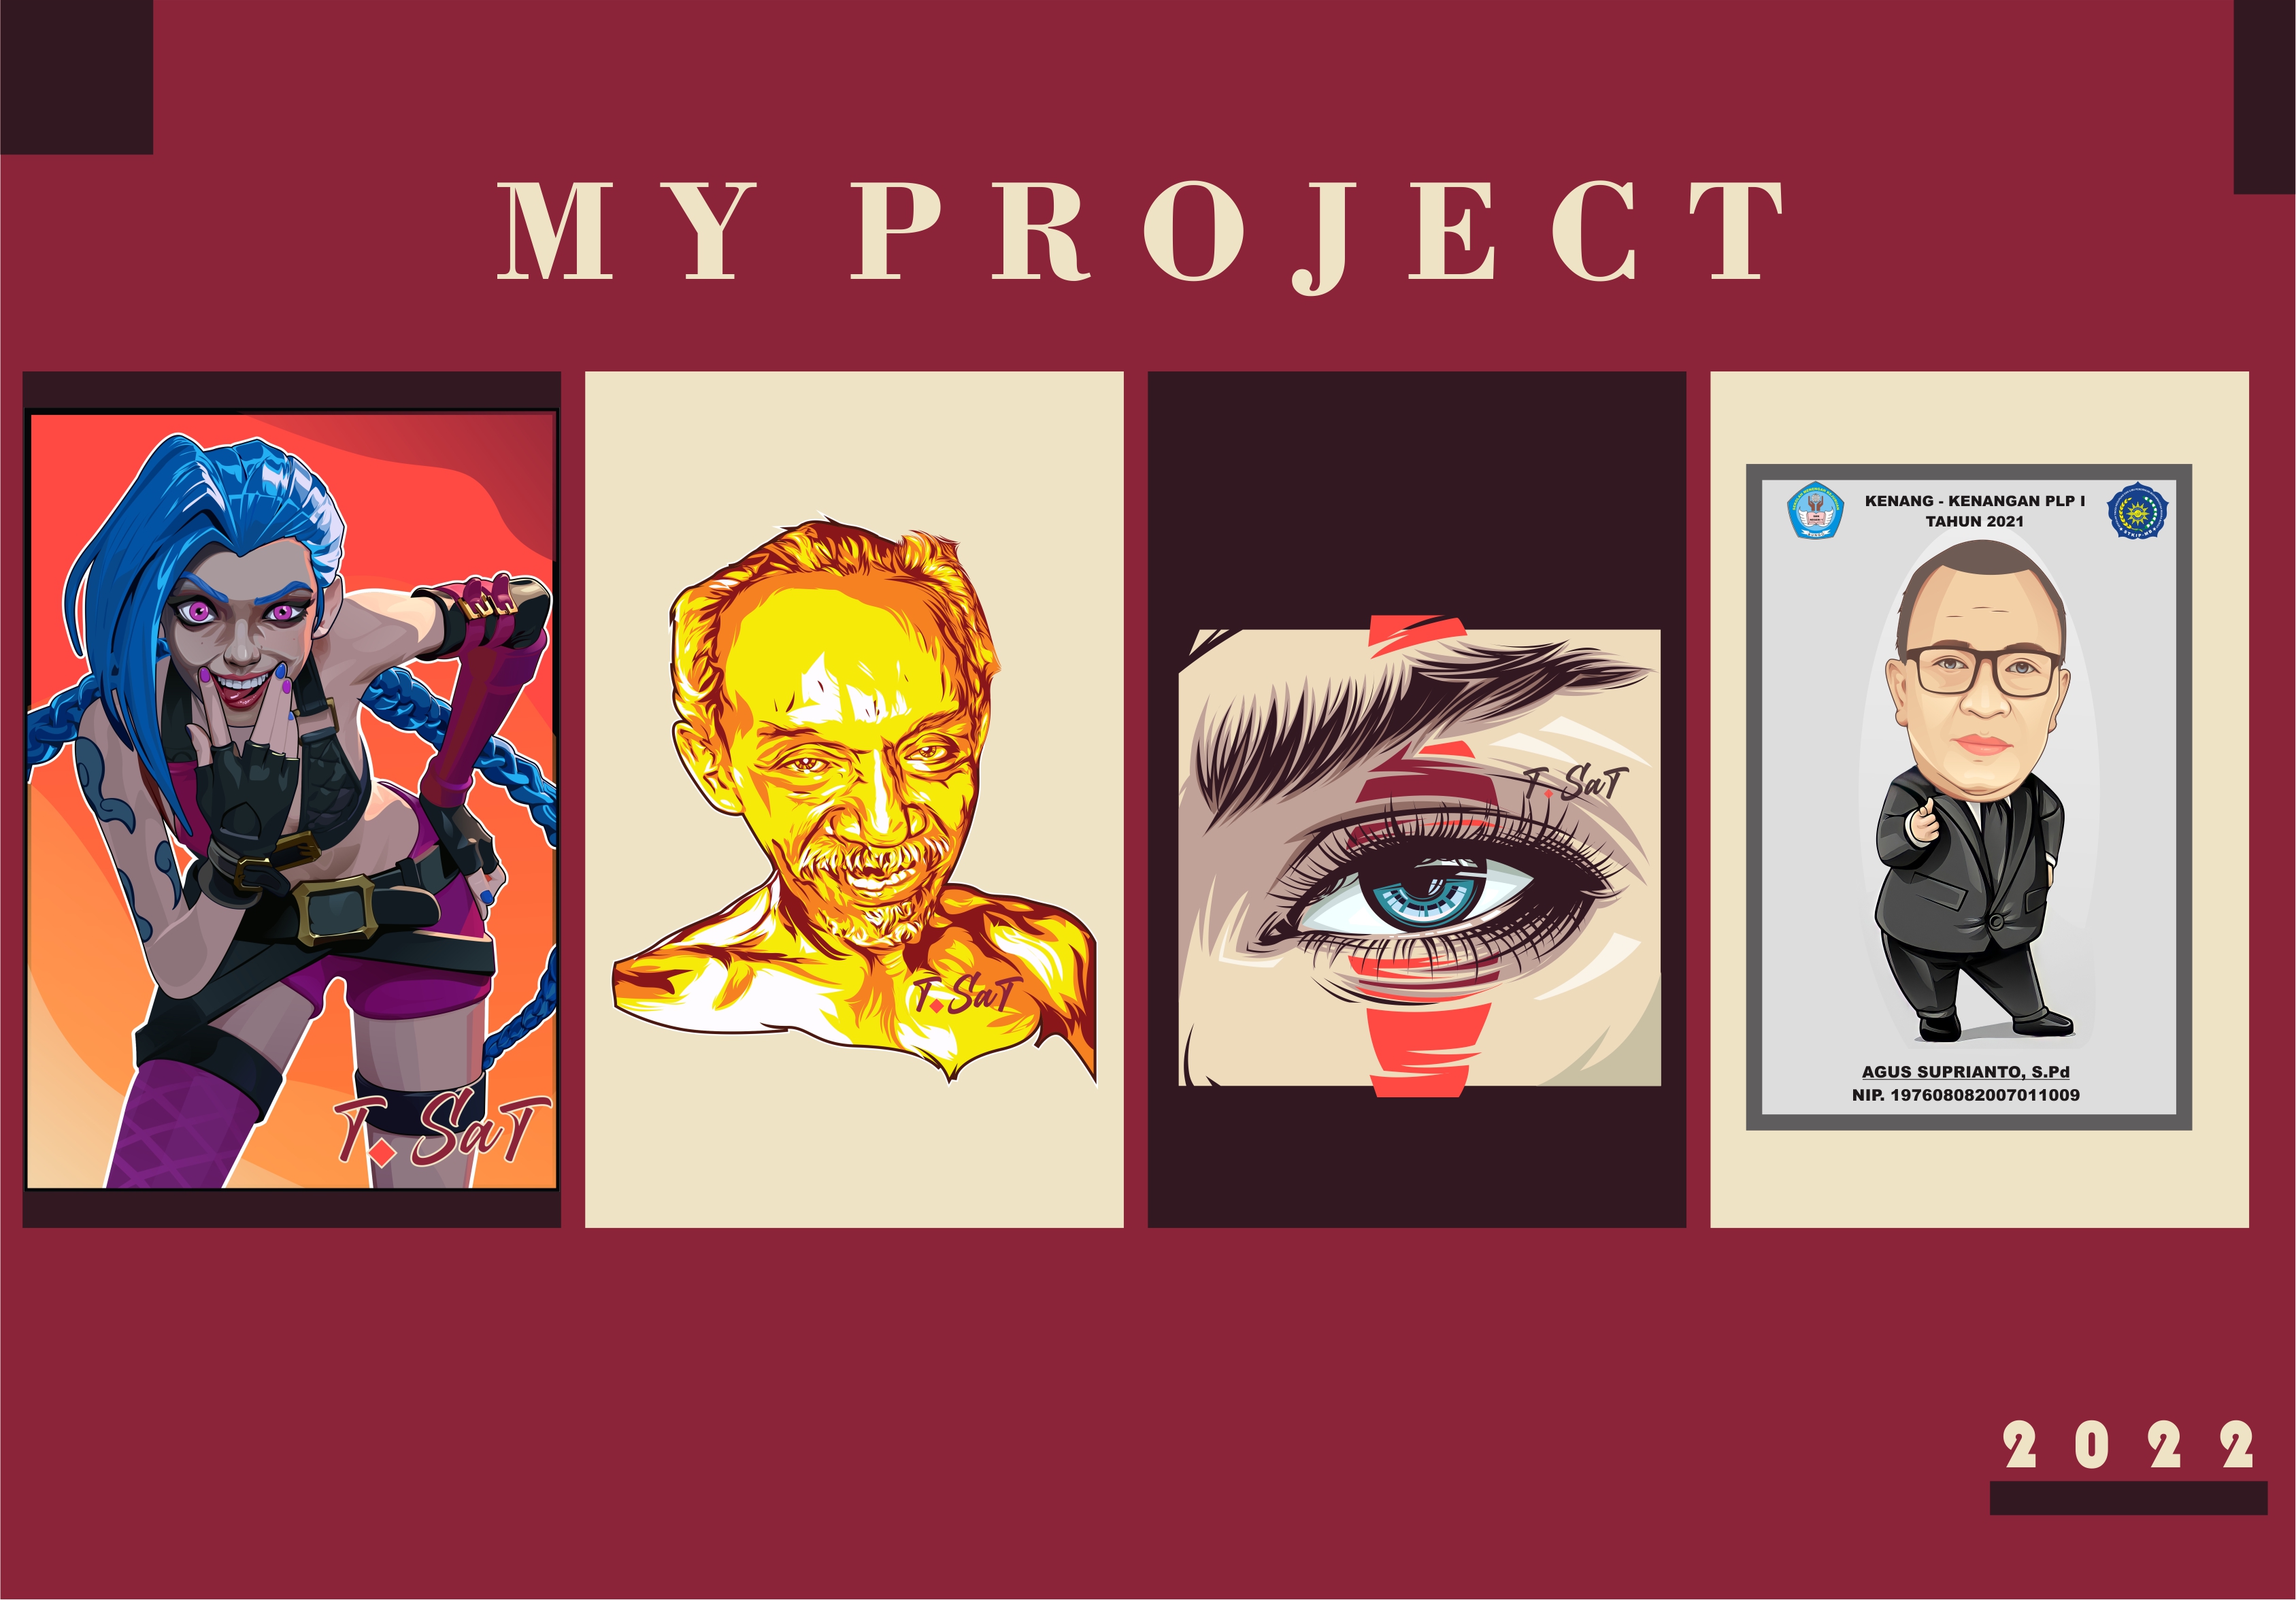 MY PROJECT
T. SaT
T. SaT
T. SaT
KENANG - KENANGAN PLP I
TAHUN 2021
AGUS SUPRIANTO, S.Pd
NIP. 197608082007011009
2022